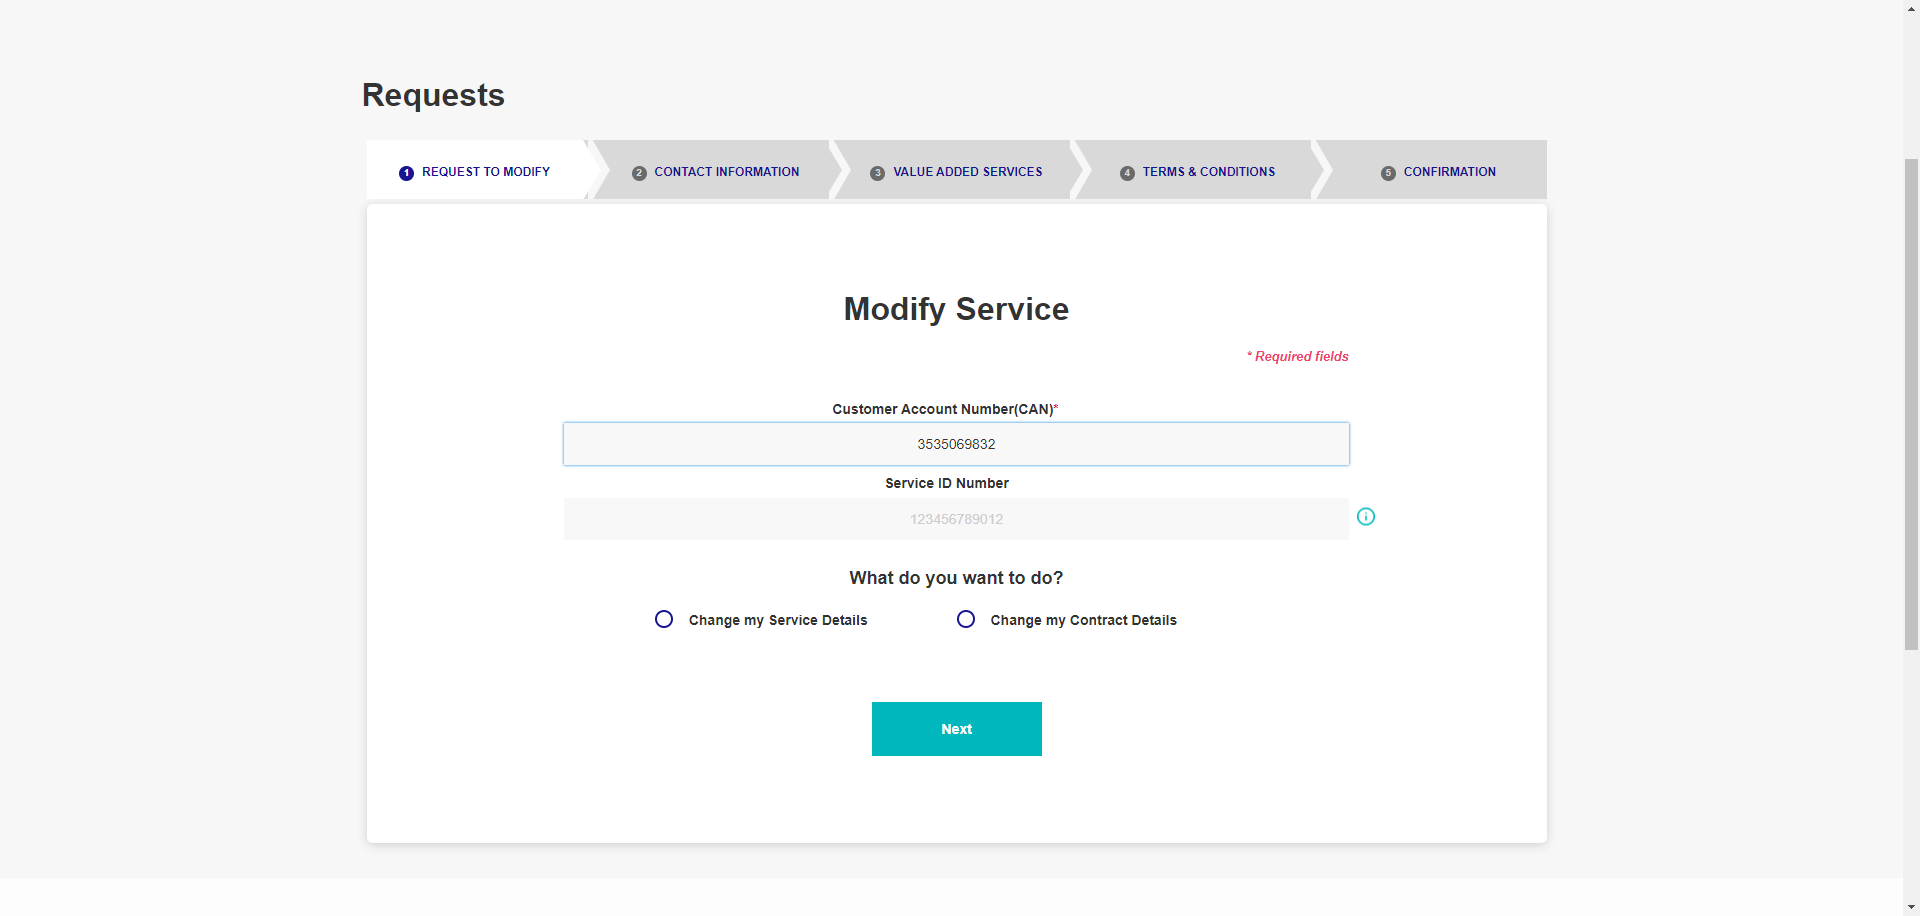 Requests
1 REQUEST TO MODIFY
2 CONTACT INFORMATION
3 VALUE ADDED SERVICES
4 TERMS & CONDITIONS
5 CONFIRMATION
Modify Service
* Required fields
Customer Account Number(CAN)*
3535069832
Service ID Number
123456789012
What do you want to do?
Change my Service Details
Change my Contract Details
Next